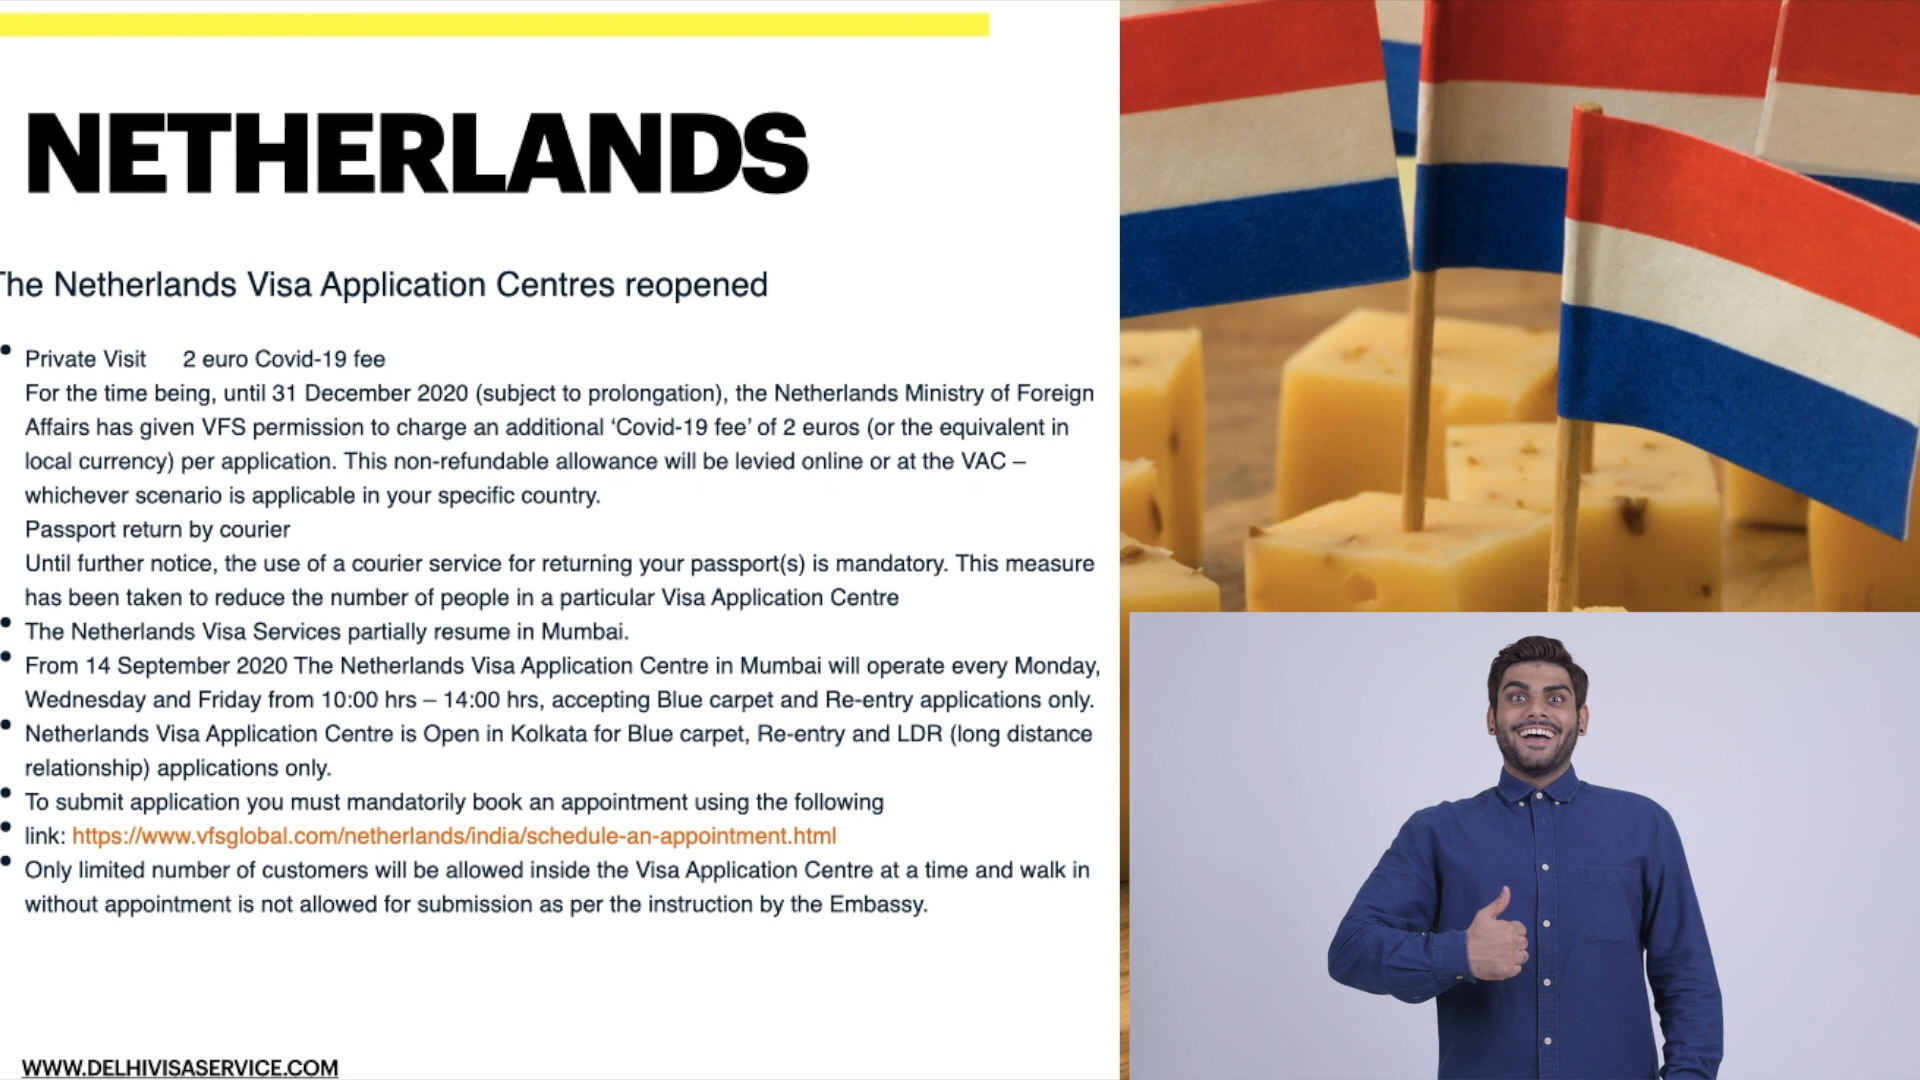 NETHERLANDS
The Netherlands Visa Application Centres reopened
• Private Visit 2 euro Covid-19 fee
For the time being, until 31 December 2020 (subject to prolongation), the Netherlands Ministry of Foreign
Affairs has given VFS permission to charge an additional ‘Covid-19 fee’ of 2 euros (or the equivalent in
local currency) per application. This non-refundable allowance will be levied online or at the VAC –
whichever scenario is applicable in your specific country.
Passport return by courier
Until further notice, the use of a courier service for returning your passport(s) is mandatory. This measure
has been taken to reduce the number of people in a particular Visa Application Centre
• The Netherlands Visa Services partially resume in Mumbai.
• From 14 September 2020 The Netherlands Visa Application Centre in Mumbai will operate every Monday,
Wednesday and Friday from 10:00 hrs – 14:00 hrs, accepting Blue carpet and Re-entry applications only.
• Netherlands Visa Application Centre is Open in Kolkata for Blue carpet, Re-entry and LDR (long distance
relationship) applications only.
• To submit application you must mandatorily book an appointment using the following
• link: https://www.vfsglobal.com/netherlands/india/schedule-an-appointment.html
• Only limited number of customers will be allowed inside the Visa Application Centre at a time and walk in
without appointment is not allowed for submission as per the instruction by the Embassy.
WWW.DELHIVISASERVICE.COM